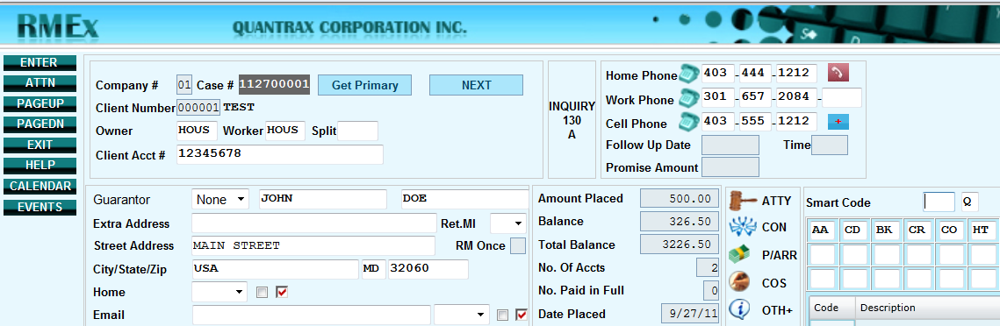 RMEx QUANTRAX CORPORATION INC.
ENTER
ATTN
PAGEUP
PAGEDN
EXIT
HELP
CALENDAR
EVENTS
Company # 01 Case # 112700001 Get Primary NEXT
Client Number 000001 TEST
Owner HOUS Worker HOUS Split
Client Acct # 12345678
INQUIRY
130
A
Home Phone 403 - 444 - 1212
Work Phone 301 - 657 - 2084 -
Cell Phone 403 - 555 - 1212 +
Follow Up Date Time
Promise Amount
Guarantor None JOHN DOE
Extra Address Ret.MI
Street Address MAIN STREET RM Once
City/State/Zip USA MD 32060
Home
Email
Amount Placed 500.00
Balance 326.50
Total Balance 3226.50
No. Of Accts 2
No. Paid in Full 0
Date Placed 9/27/11
ATTY
CON
P/ARR
COS
OTH+
Smart Code Q
AA CD BK CR CO HT
Code Description